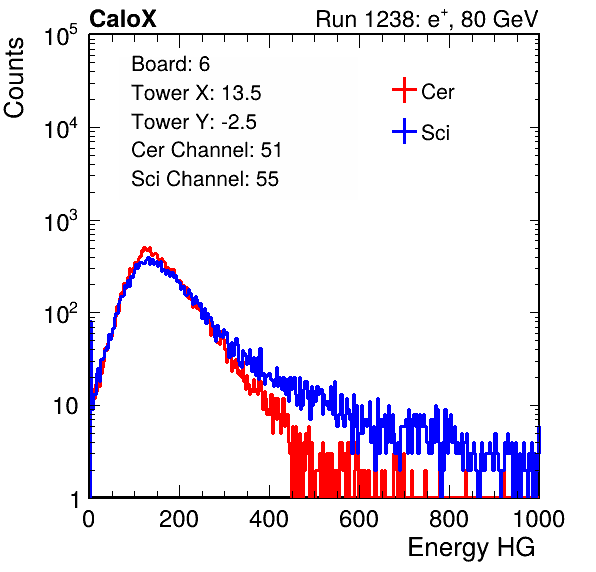 CaloX Run 1238: e⁺, 80 GeV
Counts
10⁵
10⁴
10³
10²
10
1
Board: 6
Tower X: 13.5
Tower Y: -2.5
Cer Channel: 51
Sci Channel: 55
Cer
Sci
0 200 400 600 800 1000
Energy HG